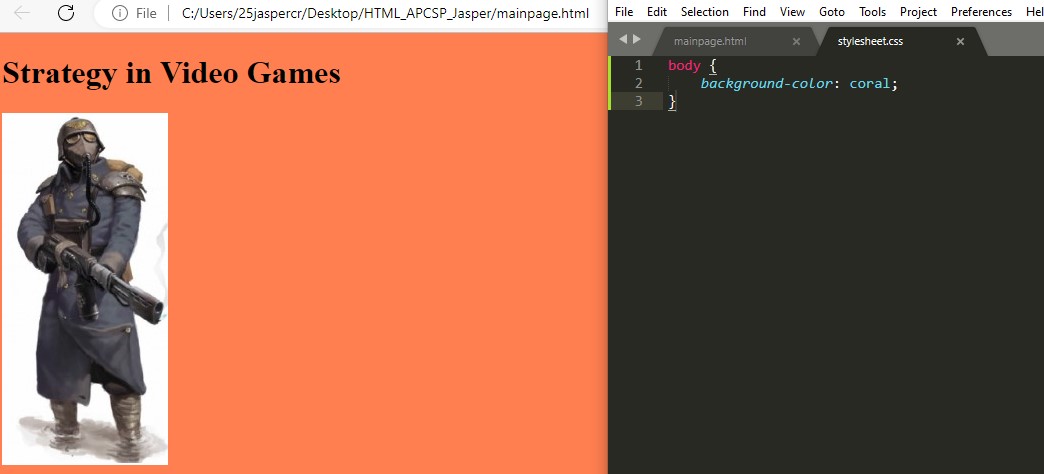 File C:/Users/25jaspercr/Desktop/HTML_APCSP_Jasper/mainpage.html
Strategy in Video Games
File Edit Selection Find View Goto Tools Project Preferences Hel
mainpage.html × stylesheet.css ×
1 body {
2 background-color: coral;
3 }